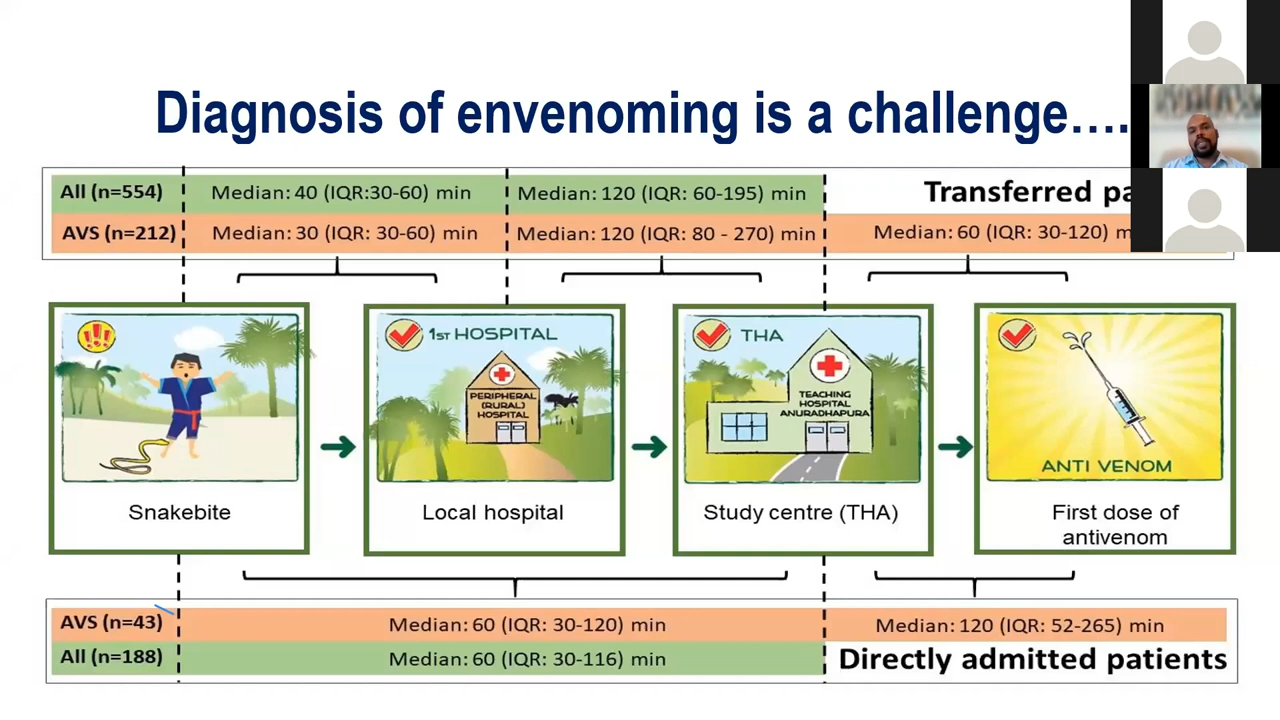 Diagnosis of envenoming is a challenge….
All (n=554) Median: 40 (IQR:30-60) min Median: 120 (IQR: 60-195) min Transferred pa
AVS (n=212) Median: 30 (IQR: 30-60) min Median: 120 (IQR: 80 - 270) min Median: 60 (IQR: 30-120) m
!!!
1ST HOSPITAL
PERIPHERAL
(RURAL)
HOSPITAL
THA
TEACHING
HOSPITAL
ANURADHAPURA
ANTI VENOM
Snakebite
Local hospital
Study centre (THA)
First dose of
antivenom
AVS (n=43) Median: 60 (IQR: 30-120) min Median: 120 (IQR: 52-265) min
All (n=188) Median: 60 (IQR: 30-116) min Directly admitted patients